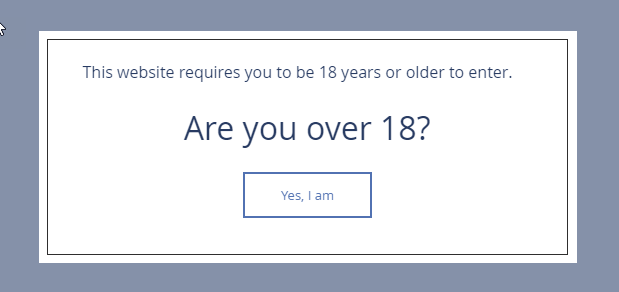 This website requires you to be 18 years or older to enter.
Are you over 18?
Yes, I am